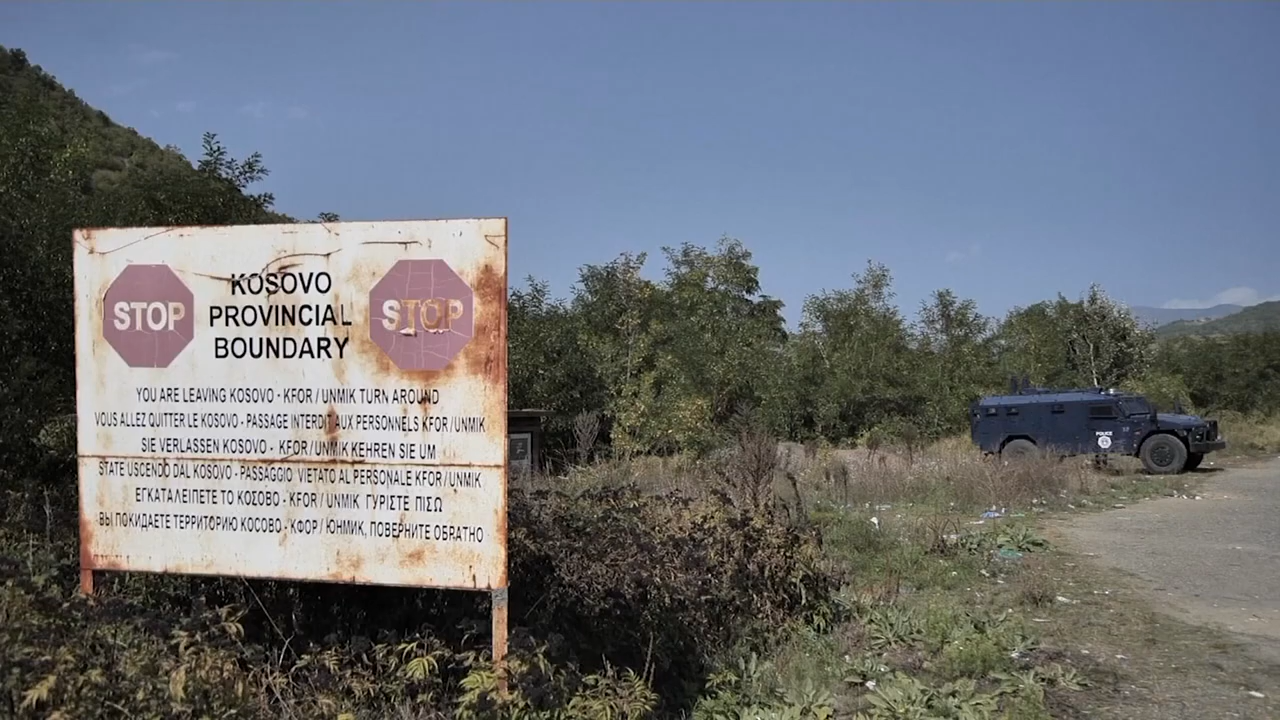 STOP
KOSOVO
PROVINCIAL
BOUNDARY
STOP
YOU ARE LEAVING KOSOVO - KFOR / UNMIK TURN AROUND
VOUS ALLEZ QUITTER LE KOSOVO - PASSAGE INTERDIT AUX PERSONNELS KFOR / UNMIK
SIE VERLASSEN KOSOVO - KFOR / UNMIK KEHREN SIE UM
STATE USCENDO DAL KOSOVO - PASSAGGIO VIETATO AL PERSONALE KFOR / UNMIK
ΕΓΚΑΤΑΛΕΙΠΕΤΕ ΤΟ ΚΟΣΟΒΟ - KFOR / UNMIK ΓΥΡΙΣΤΕ ΠΙΣΩ
ВЫ ПОКИДАЕТЕ ТЕРРИТОРИЮ КОСОВО - КФОР / ЮНМИК, ПОВЕРНИТЕ ОБРАТНО
POLICE